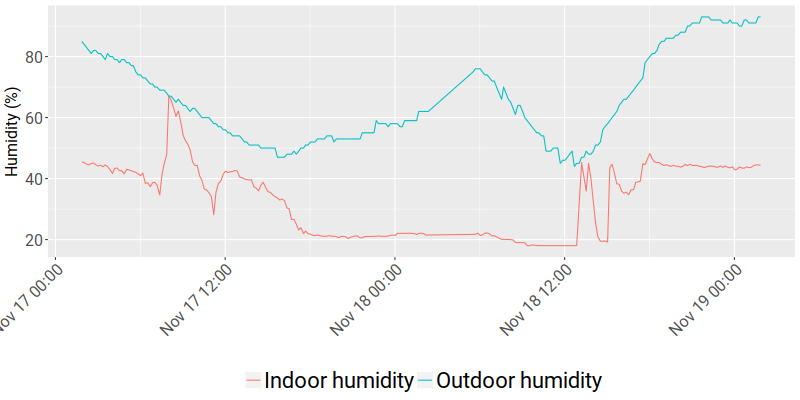 Humidity (%)
80
60
40
20
Nov 17 00:00
Nov 17 12:00
Nov 18 00:00
Nov 18 12:00
Nov 19 00:00
Indoor humidity
Outdoor humidity